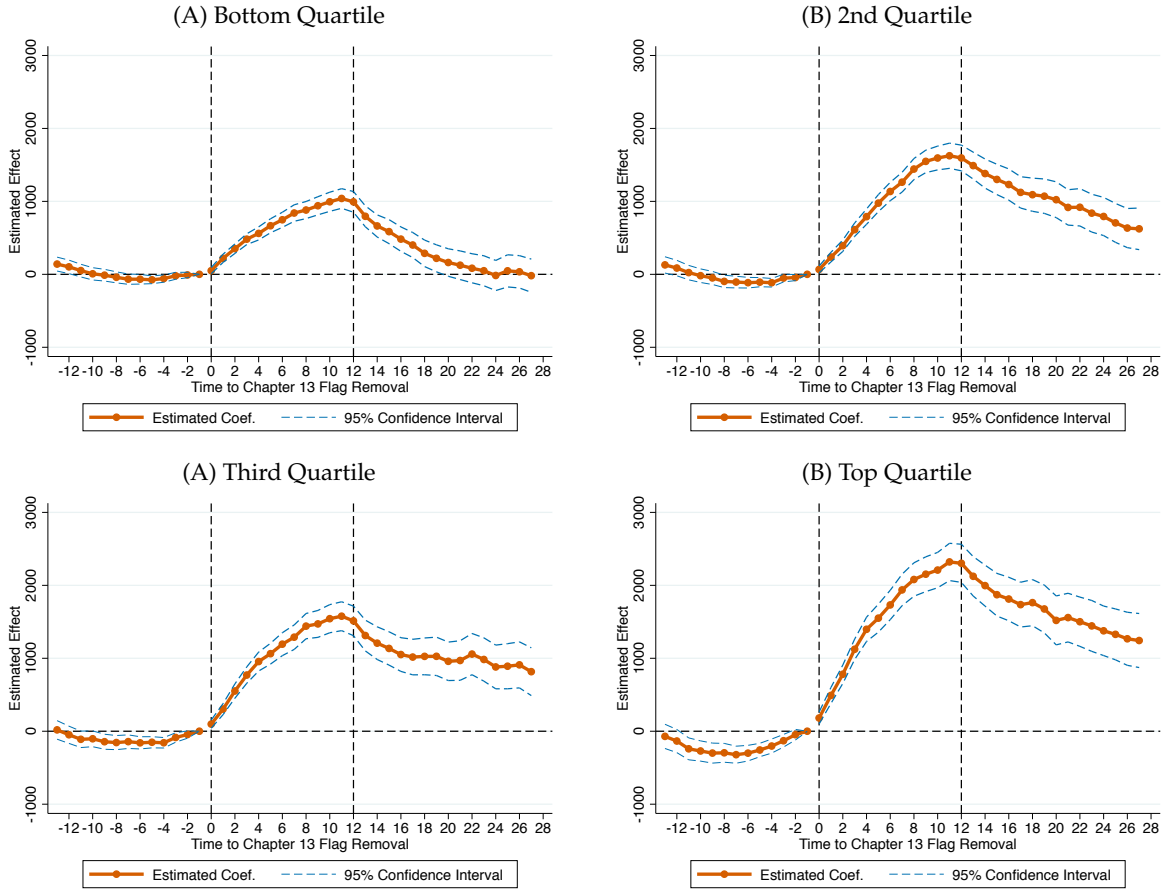 (A) Bottom Quartile
(B) 2nd Quartile
3000
2000
1000
0
-1000
Estimated Effect
-12 -10 -8 -6 -4 -2 0 2 4 6 8 10 12 14 16 18 20 22 24 26 28
Time to Chapter 13 Flag Removal
Estimated Coef. 95% Confidence Interval
3000
2000
1000
0
-1000
Estimated Effect
-12 -10 -8 -6 -4 -2 0 2 4 6 8 10 12 14 16 18 20 22 24 26 28
Time to Chapter 13 Flag Removal
Estimated Coef. 95% Confidence Interval
(A) Third Quartile
(B) Top Quartile
3000
2000
1000
0
-1000
Estimated Effect
-12 -10 -8 -6 -4 -2 0 2 4 6 8 10 12 14 16 18 20 22 24 26 28
Time to Chapter 13 Flag Removal
Estimated Coef. 95% Confidence Interval
3000
2000
1000
0
-1000
Estimated Effect
-12 -10 -8 -6 -4 -2 0 2 4 6 8 10 12 14 16 18 20 22 24 26 28
Time to Chapter 13 Flag Removal
Estimated Coef. 95% Confidence Interval